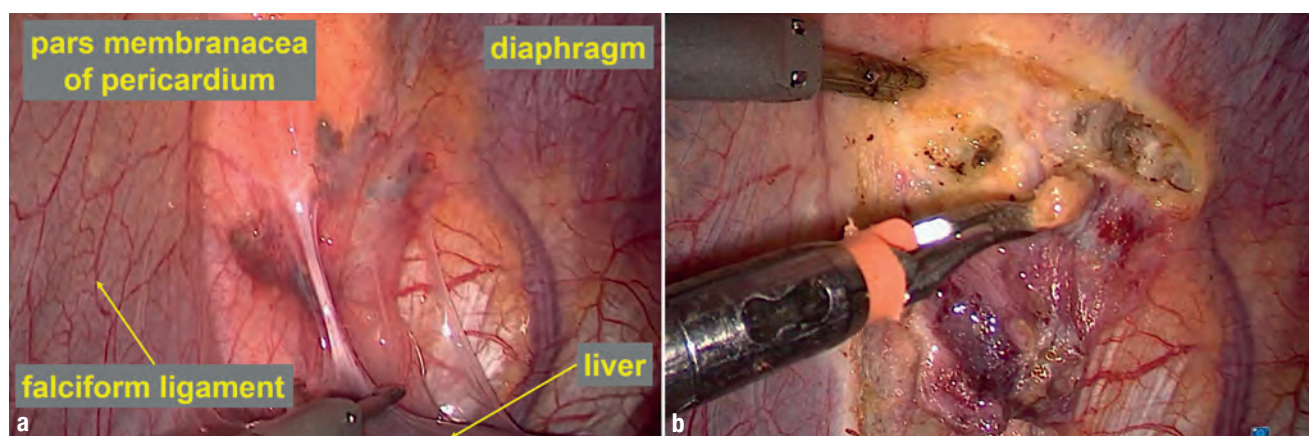 pars membranacea
of pericardium
diaphragm
falciform ligament
liver
a
b